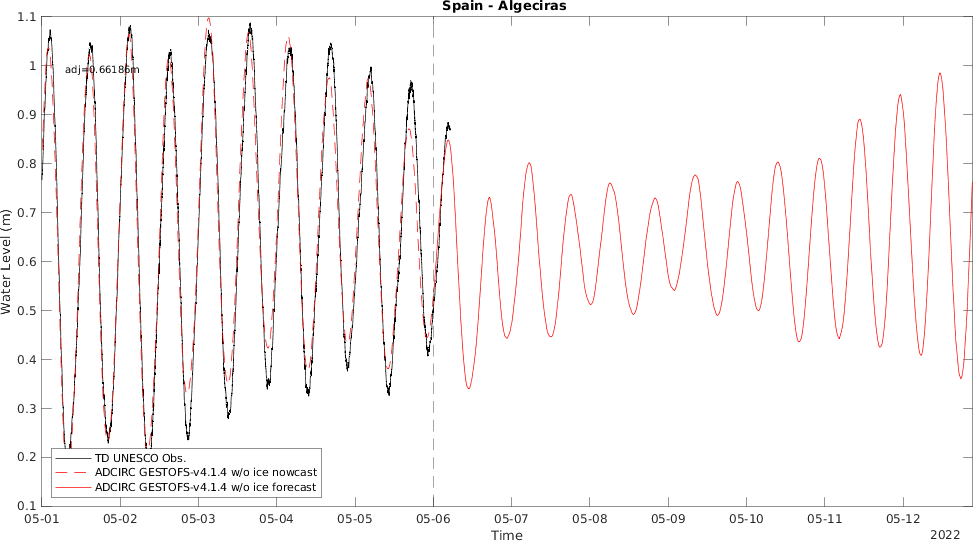 Spain - Algeciras
1.1
1
0.9
0.8
0.7
0.6
0.5
0.4
0.3
0.2
0.1
Water Level (m)
adj=0.66186m
TD UNESCO Obs.
ADCIRC GESTOFS-v4.1.4 w/o ice nowcast
ADCIRC GESTOFS-v4.1.4 w/o ice forecast
05-01 05-02 05-03 05-04 05-05 05-06 05-07 05-08 05-09 05-10 05-11 05-12
Time
2022